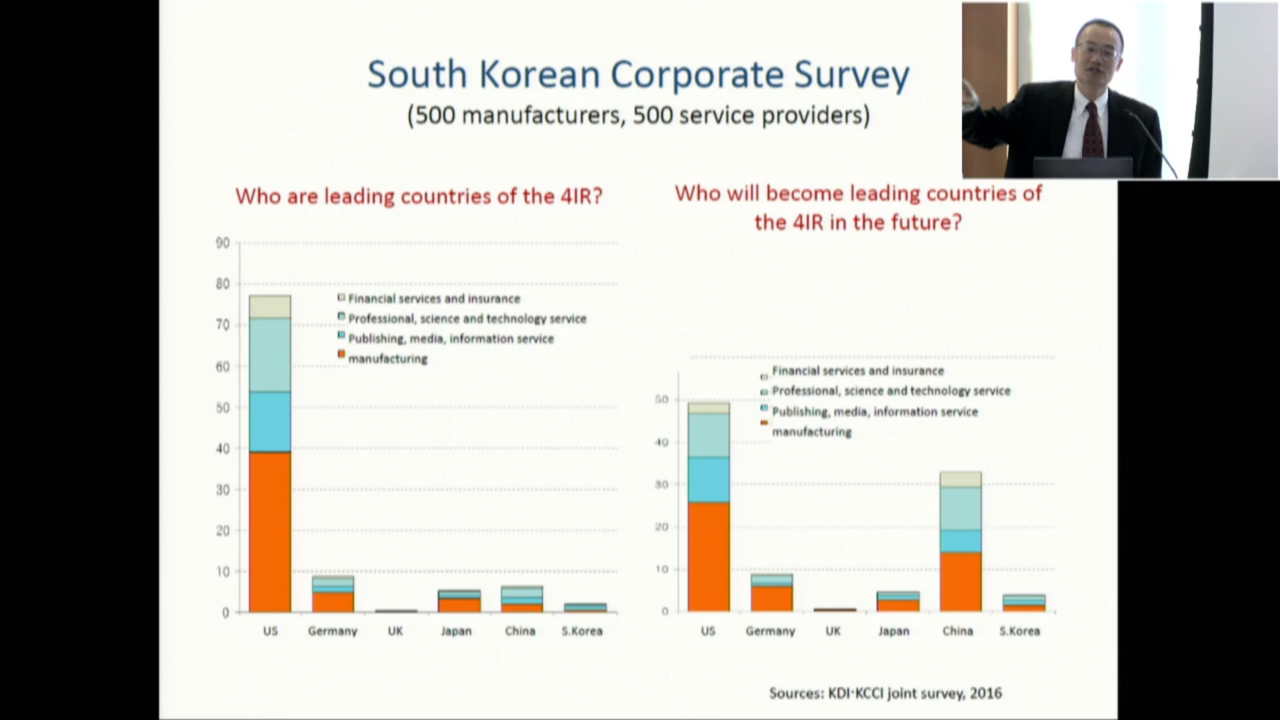 South Korean Corporate Survey
(500 manufacturers, 500 service providers)
Who are leading countries of the 4IR?
90
80
70
60
50
40
30
20
10
0
Financial services and insurance
Professional, science and technology service
Publishing, media, information service
manufacturing
US Germany UK Japan China S.Korea
Who will become leading countries of
the 4IR in the future?
50
40
30
20
10
0
Financial services and insurance
Professional, science and technology service
Publishing, media, information service
manufacturing
US Germany UK Japan China S.Korea
Sources: KDI·KCCI joint survey, 2016